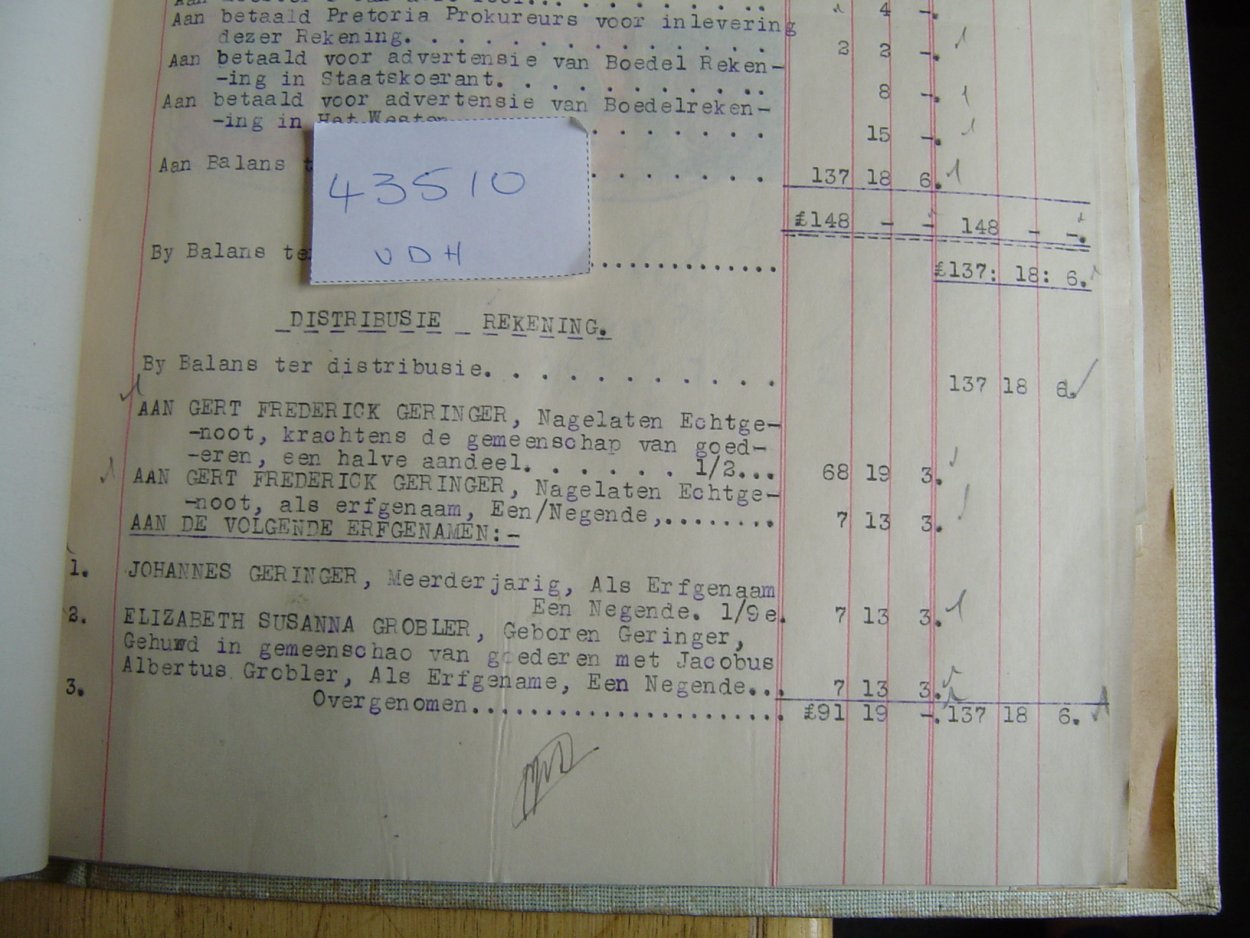 Aan betaald Pretoria Prokureurs voor inlevering
dezer Rekening. . . . . . . . . . . . . . . 2 2 -.
Aan betaald voor advertensie van Boedel Reken-
-ing in Staatskoerant. . . . . . . . . . . 8 -.
Aan betaald voor advertensie van Boedelreken-
-ing in Het Westen . . . . . . . 15 -.
Aan Balans t . . . . . . . 137 18 6.
43510
VDH
£148 - - 148 - -.
By Balans te ............ £137: 18: 6.
DISTRIBUSIE REKENING.
By Balans ter distribusie. . . . . . . . . . . 137 18 6.
AAN GERT FREDERICK GERINGER, Nagelaten Echtge-
-noot, krachtens de gemeenschap van goed-
-eren, een halve aandeel. . . . . . . 1/2... 68 19 3.
AAN GERT FREDERICK GERINGER, Nagelaten Echtge-
-noot, als erfgenaam, Een/Negende,........ 7 13 3.
AAN DE VOLGENDE ERFGENAMEN:-
1. JOHANNES GERINGER, Meerderjarig, Als Erfgenaam
Een Negende. 1/9e. 7 13 3.
2. ELIZABETH SUSANNA GROBLER, Geboren Geringer,
Gehuwd in gemeenschao van goederen met Jacobus
Albertus Grobler, Als Erfgename, Een Negende... 7 13 3.
3. Overgenomen..................... £91 19 -. 137 18 6.